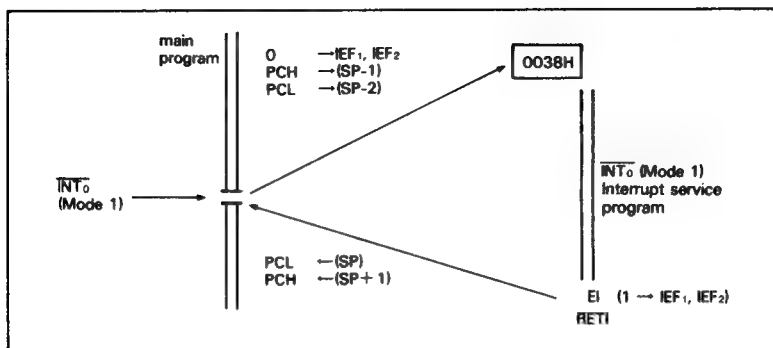 main
program
O →IEF₁, IEF₂
PCH →(SP-1)
PCL →(SP-2)
0038H
INT₀
(Mode 1)
INT₀ (Mode 1)
Interrupt service
program
PCL ←(SP)
PCH ←(SP+1)
EI (1 → IEF₁, IEF₂)
RETI